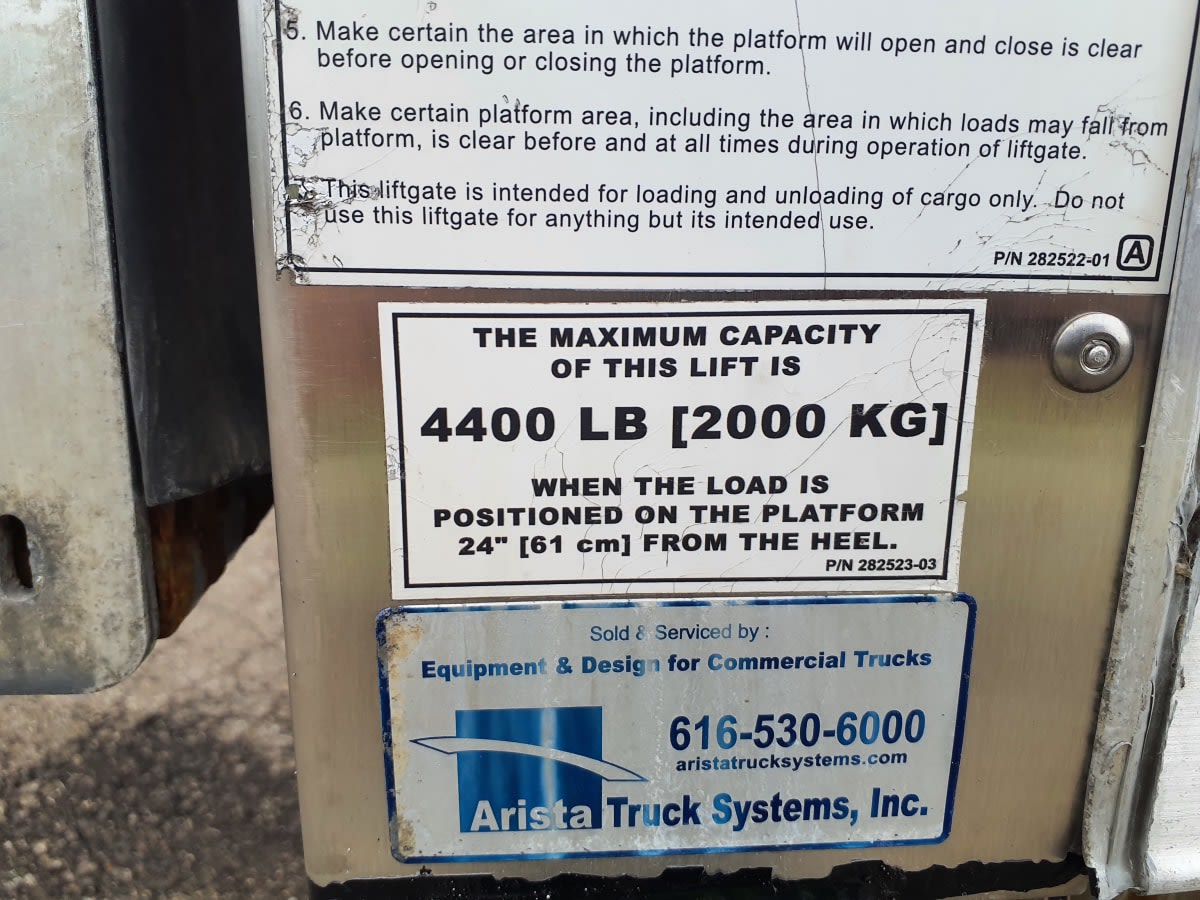 5. Make certain the area in which the platform will open and close is clear
before opening or closing the platform.
6. Make certain platform area, including the area in which loads may fall from
platform, is clear before and at all times during operation of liftgate.
This liftgate is intended for loading and unloading of cargo only. Do not
use this liftgate for anything but its intended use.
P/N 282522-01 A
THE MAXIMUM CAPACITY
OF THIS LIFT IS
4400 LB [2000 KG]
WHEN THE LOAD IS
POSITIONED ON THE PLATFORM
24" [61 cm] FROM THE HEEL.
P/N 282523-03
Sold & Serviced by :
Equipment & Design for Commercial Trucks
616-530-6000
aristatrucksystems.com
Arista Truck Systems, Inc.